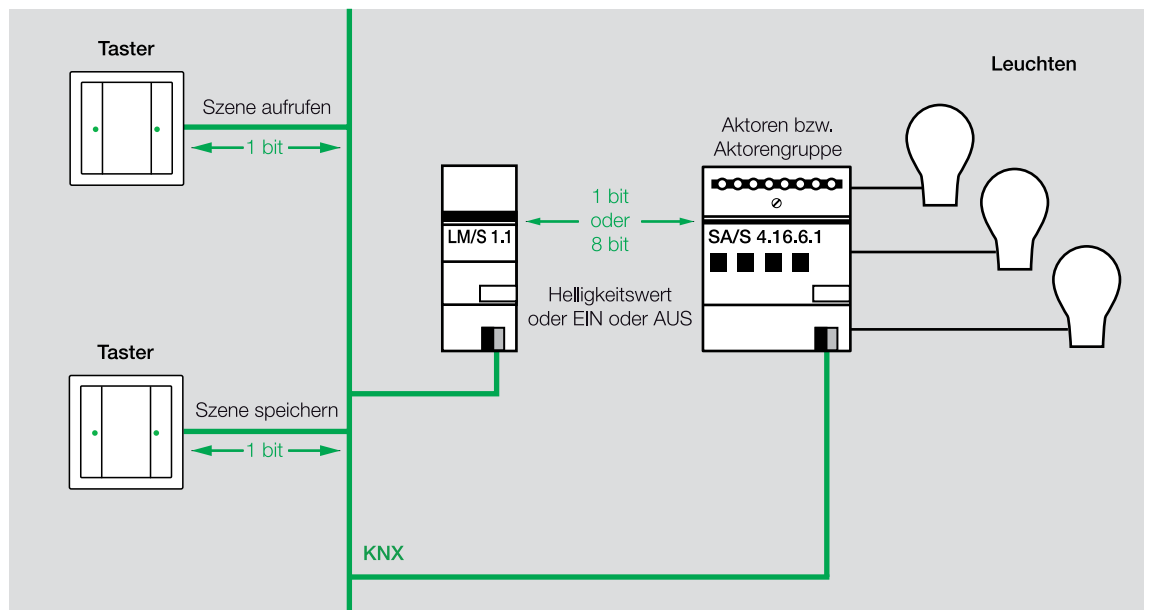 Taster
Szene aufrufen
1 bit
Leuchten
Aktoren bzw.
Aktorengruppe
1 bit
oder
8 bit
LM/S 1.1
SA/S 4.16.6.1
Helligkeitswert
oder EIN oder AUS
Taster
Szene speichern
1 bit
KNX